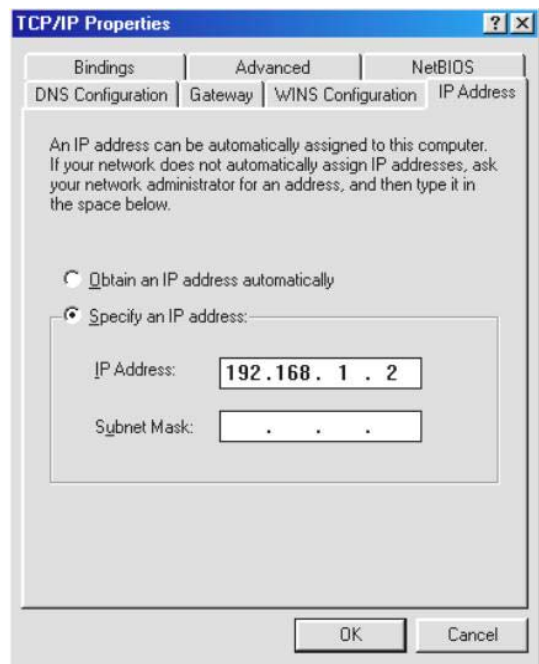 TCP/IP Properties
Bindings Advanced NetBIOS
DNS Configuration Gateway WINS Configuration IP Address
An IP address can be automatically assigned to this computer.
If your network does not automatically assign IP addresses, ask
your network administrator for an address, and then type it in
the space below.
Obtain an IP address automatically
Specify an IP address:
IP Address: 192.168. 1 . 2
Subnet Mask: . . .
OK Cancel